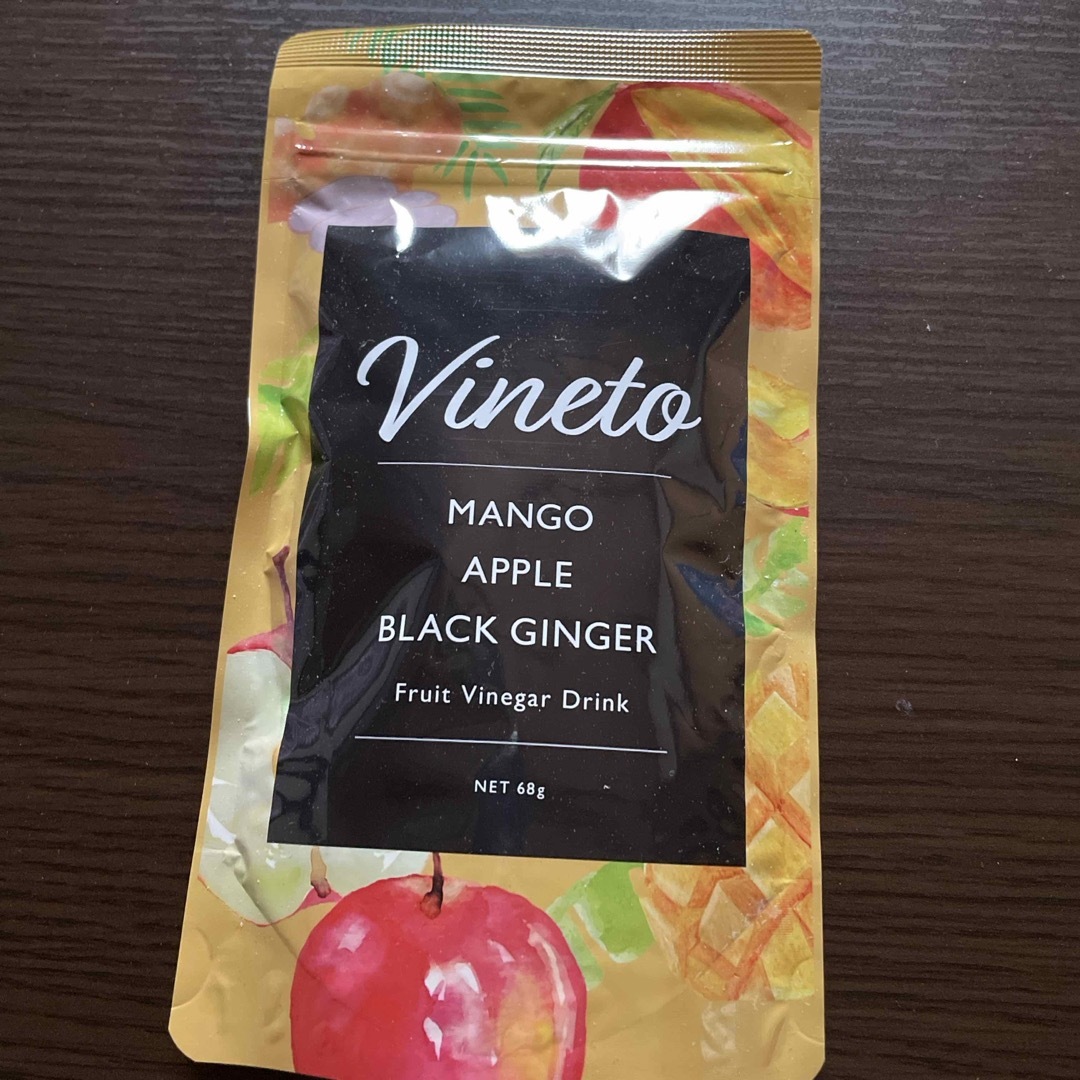 Vineto
MANGO
APPLE
BLACK GINGER
Fruit Vinegar Drink
NET 68g